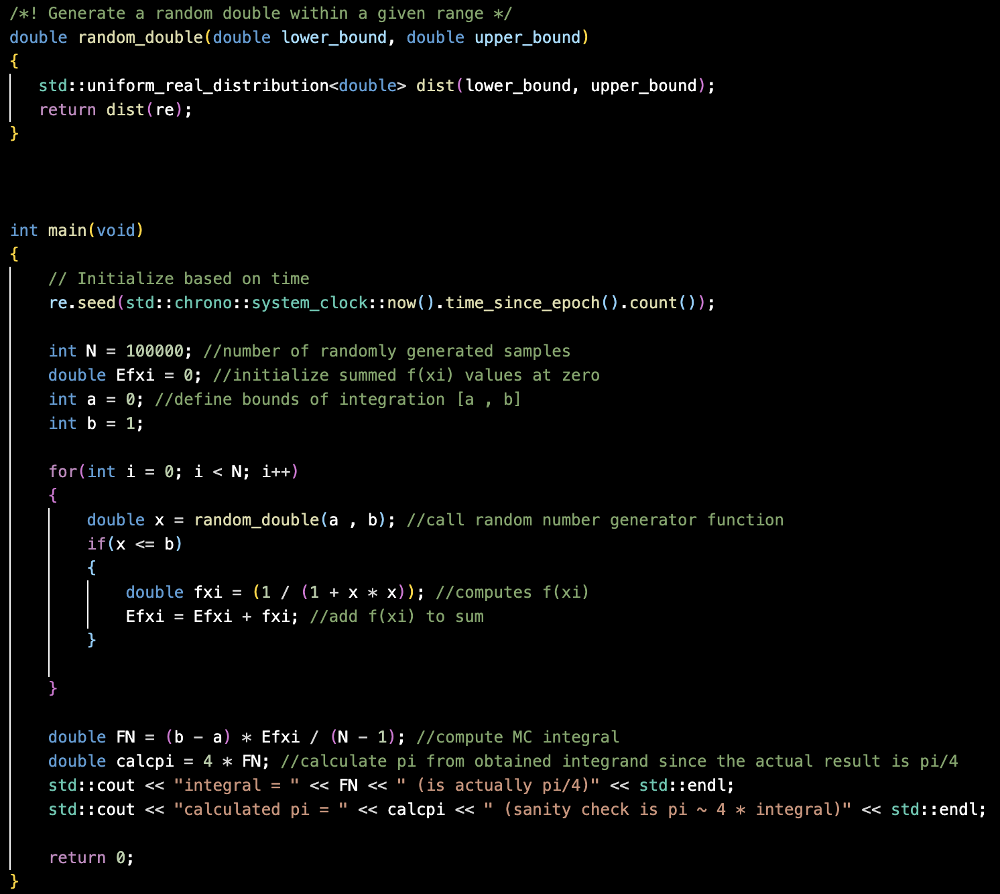 /*! Generate a random double within a given range */
double random_double(double lower_bound, double upper_bound)
{
std::uniform_real_distribution<double> dist(lower_bound, upper_bound);
return dist(re);
}
int main(void)
{
// Initialize based on time
re.seed(std::chrono::system_clock::now().time_since_epoch().count());
int N = 100000; //number of randomly generated samples
double Efxi = 0; //initialize summed f(xi) values at zero
int a = 0; //define bounds of integration [a , b]
int b = 1;
for(int i = 0; i < N; i++)
{
double x = random_double(a , b); //call random number generator function
if(x <= b)
{
double fxi = (1 / (1 + x * x)); //computes f(xi)
Efxi = Efxi + fxi; //add f(xi) to sum
}
}
double FN = (b - a) * Efxi / (N - 1); //compute MC integral
double calcpi = 4 * FN; //calculate pi from obtained integrand since the actual result is pi/4
std::cout << "integral = " << FN << " (is actually pi/4)" << std::endl;
std::cout << "calculated pi = " << calcpi << " (sanity check is pi ~ 4 * integral)" << std::endl;
return 0;
}